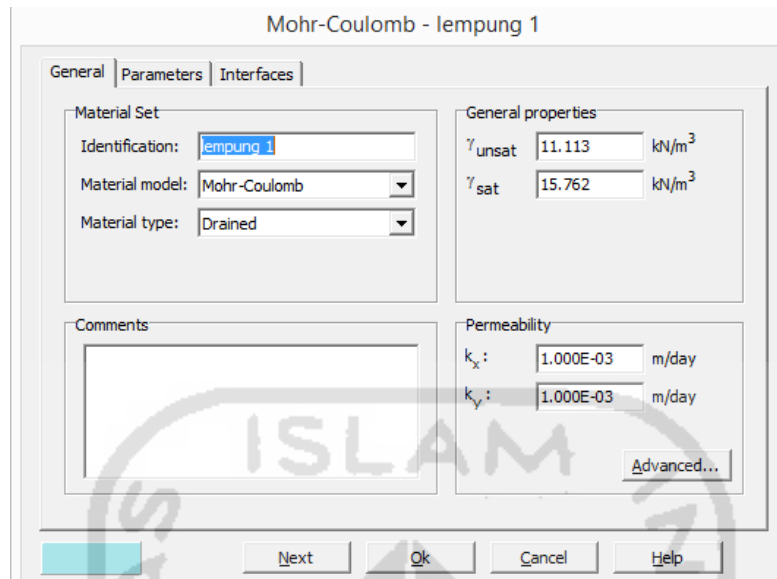 Mohr-Coulomb - lempung 1
General Parameters Interfaces
Material Set
Identification: lempung 1
Material model: Mohr-Coulomb
Material type: Drained
General properties
γunsat 11.113 kN/m³
γsat 15.762 kN/m³
Comments
Permeability
kx: 1.000E-03 m/day
ky: 1.000E-03 m/day
Advanced...
ISLAM
Next Ok Cancel Help